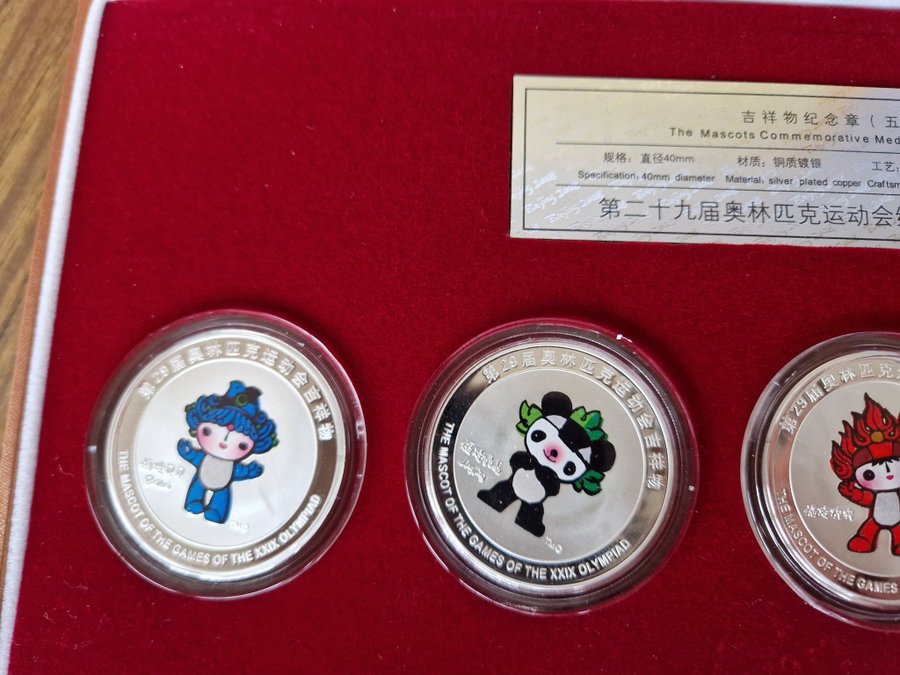 吉祥物纪念章（五
The Mascots Commemorative Med
规格：直径40mm 材质：铜质镀银 工艺：
Specification: 40mm diameter Material: silver plated copper Craftsm
第二十九届奥林匹克运动会
第29届奥林匹克运动会吉祥物
THE MASCOT OF THE GAMES OF THE XXIX OLYMPIAD
第29届奥林匹克运动会吉祥物
Jingjing
THE MASCOT OF THE GAMES OF THE XXIX OLYMPIAD
第29届奥林匹克
THE MASCOT OF THE GAMES